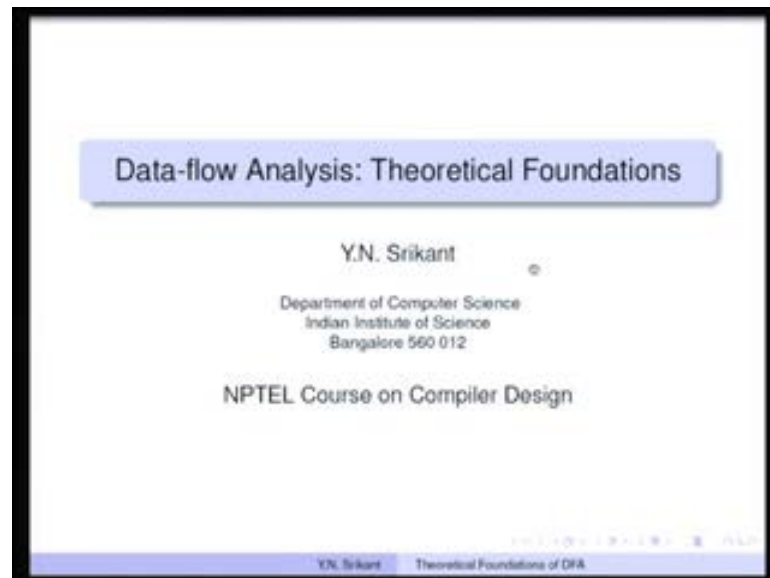 Data-flow Analysis: Theoretical Foundations
Y.N. Srikant
Department of Computer Science
Indian Institute of Science
Bangalore 560 012
NPTEL Course on Compiler Design
Y.N. Srikant Theoretical Foundations of DFA